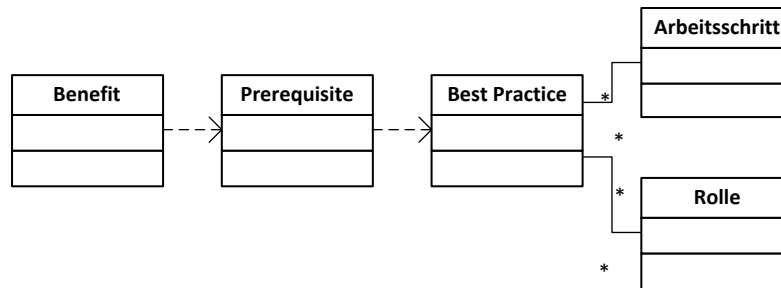 Arbeitsschritt
Benefit
Prerequisite
Best Practice
*
*
*
Rolle
*